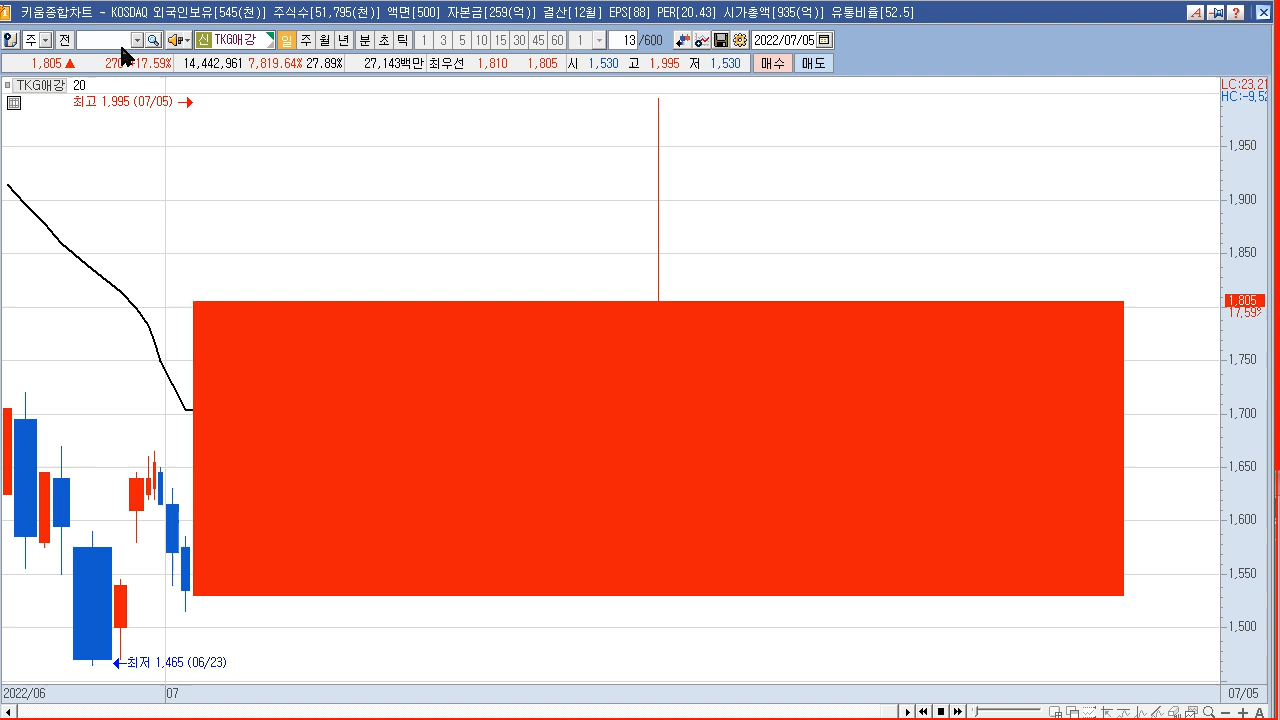 키움종합차트 - KOSDAQ 외국인보유[545(천)] 주식수[51,795(천)] 액면[500] 자본금[259(억)] 결산[12월] EPS[88] PER[20.43] 시가총액[935(억)] 유통비율[52.5]
주 전 신 TKG애강 일 주 월 년 분 초 틱 1 3 5 10 15 30 45 60 1 13 /600 2022/07/05
1,805 ▲ 270 +17.59% 14,442,961 7,819.64% 27.89% 27,143백만 최우선 1,810 1,805 시 1,530 고 1,995 저 1,530 매수 매도
TKG애강 20
최고 1,995 (07/05) →
LC:23,21
HC:-9,52
1,950
1,900
1,850
1,805
17,59%
1,750
1,700
1,650
1,600
1,550
1,500
←최저 1,465 (06/23)
2022/06 07 07/05
A